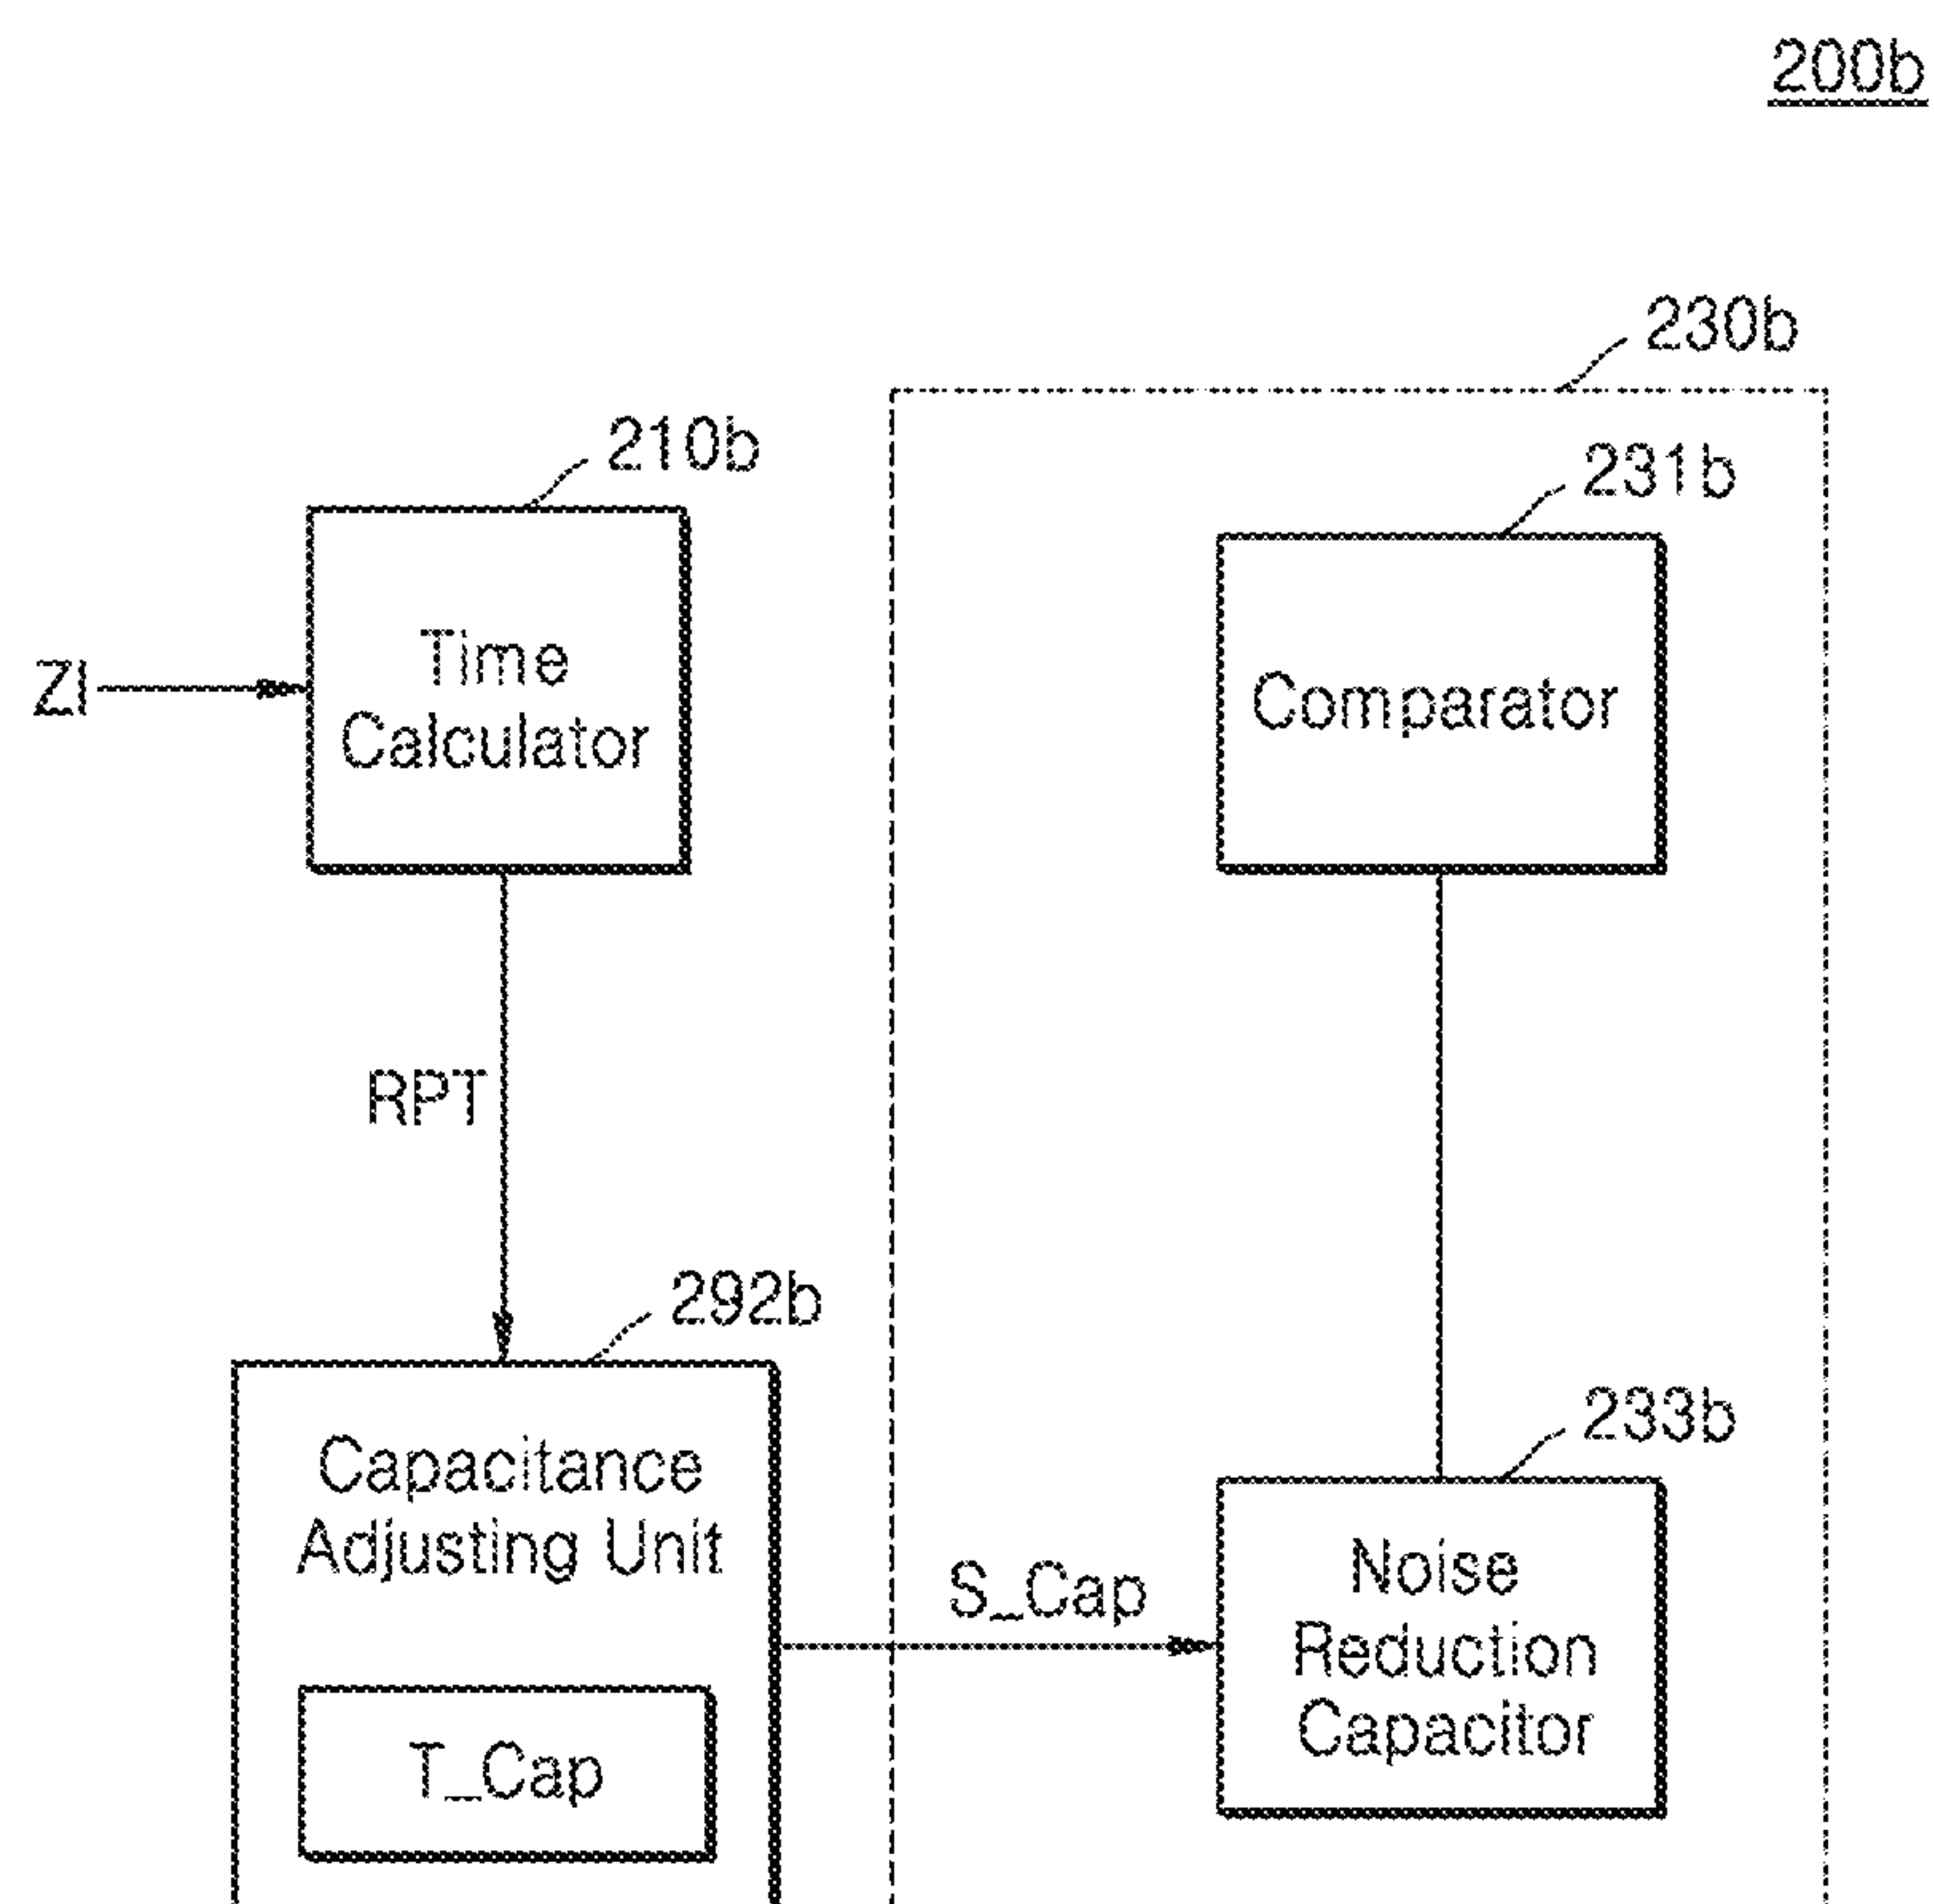 200b
230b
210b
231b
Time
Calculator
ZI
Comparator
RPT
292b
233b
Capacitance
Adjusting Unit
S_Cap
Noise
Reduction
Capacitor
T_Cap